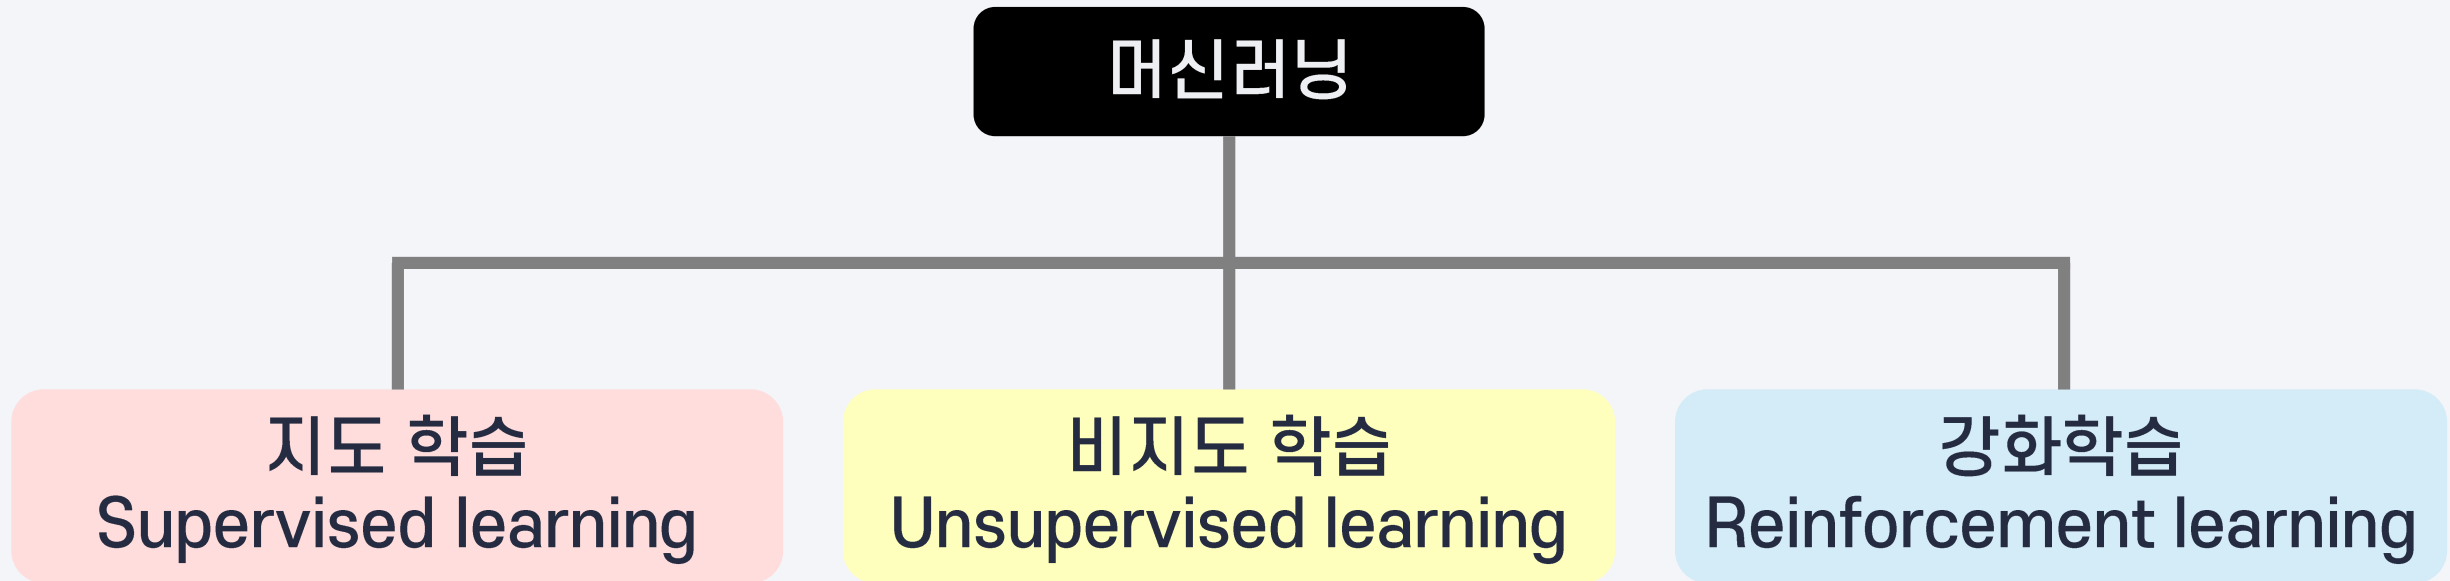 머신러닝
지도 학습
Supervised learning
비지도 학습
Unsupervised learning
강화학습
Reinforcement learning